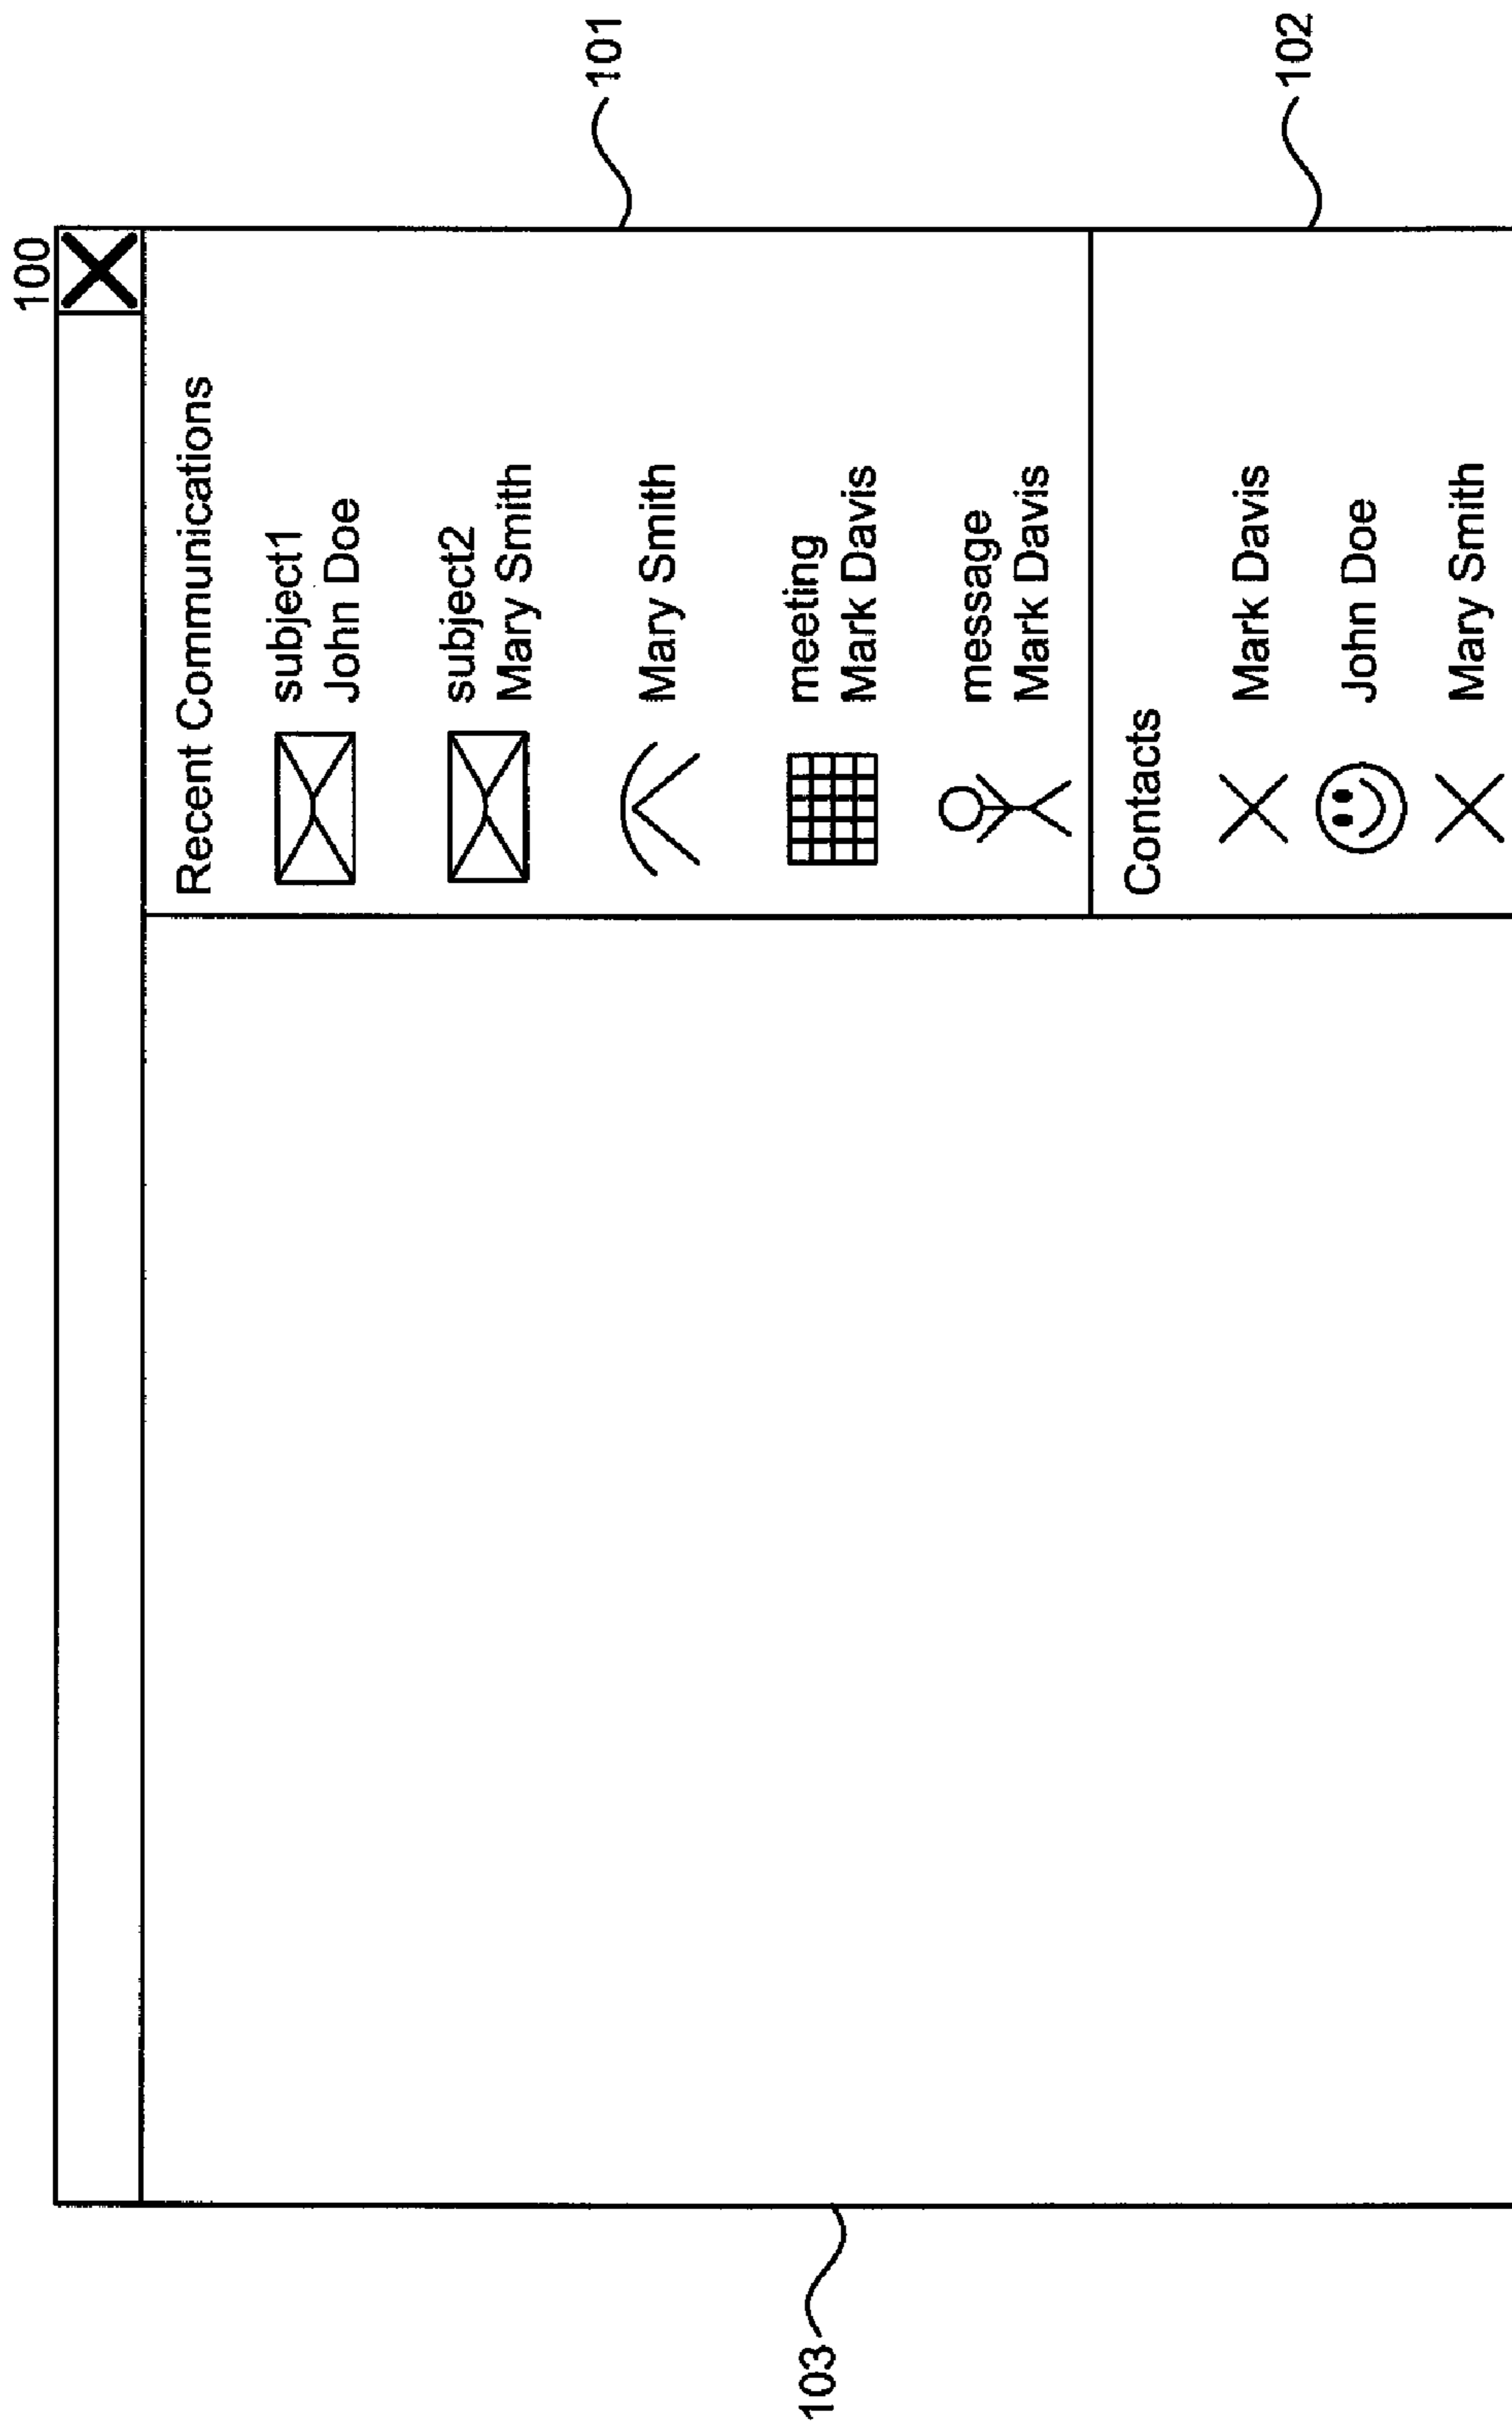 100
Recent Communications
subject1
John Doe
subject2
Mary Smith
Mary Smith
meeting
Mark Davis
message
Mark Davis
Contacts
Mark Davis
John Doe
Mary Smith
101
102
103